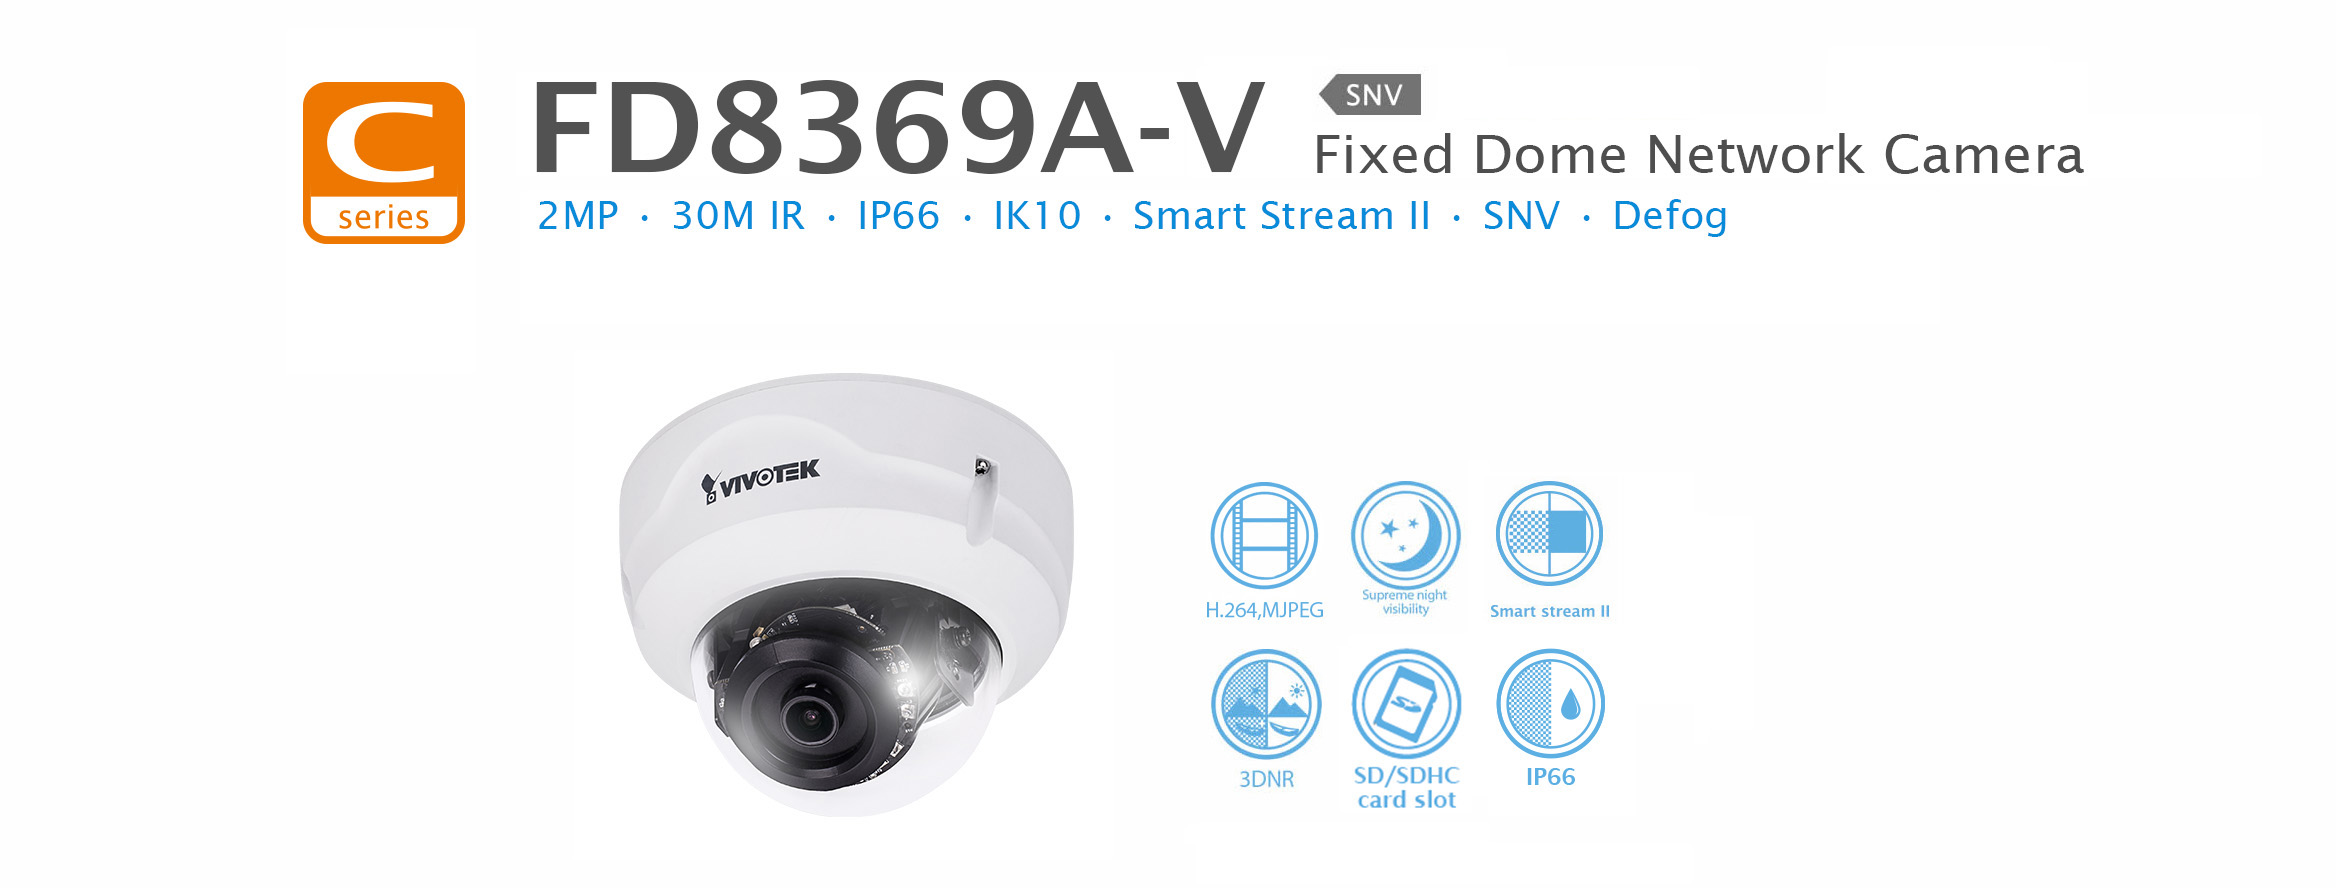 C
series
FD8369A-V
SNV
Fixed Dome Network Camera
2MP · 30M IR · IP66 · IK10 · Smart Stream II · SNV · Defog
VIVOTEK
H.264,MJPEG
Supreme night
visibility
Smart stream II
3DNR
SD
SD/SDHC
card slot
IP66